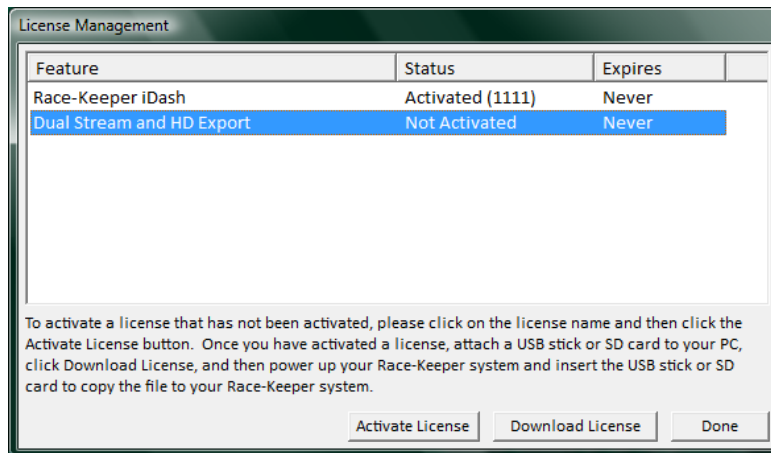 License Management
Feature Status Expires
Race-Keeper iDash Activated (1111) Never
Dual Stream and HD Export Not Activated Never
To activate a license that has not been activated, please click on the license name and then click the
Activate License button.  Once you have activated a license, attach a USB stick or SD card to your PC,
click Download License, and then power up your Race-Keeper system and insert the USB stick or SD
card to copy the file to your Race-Keeper system.
Activate License Download License Done